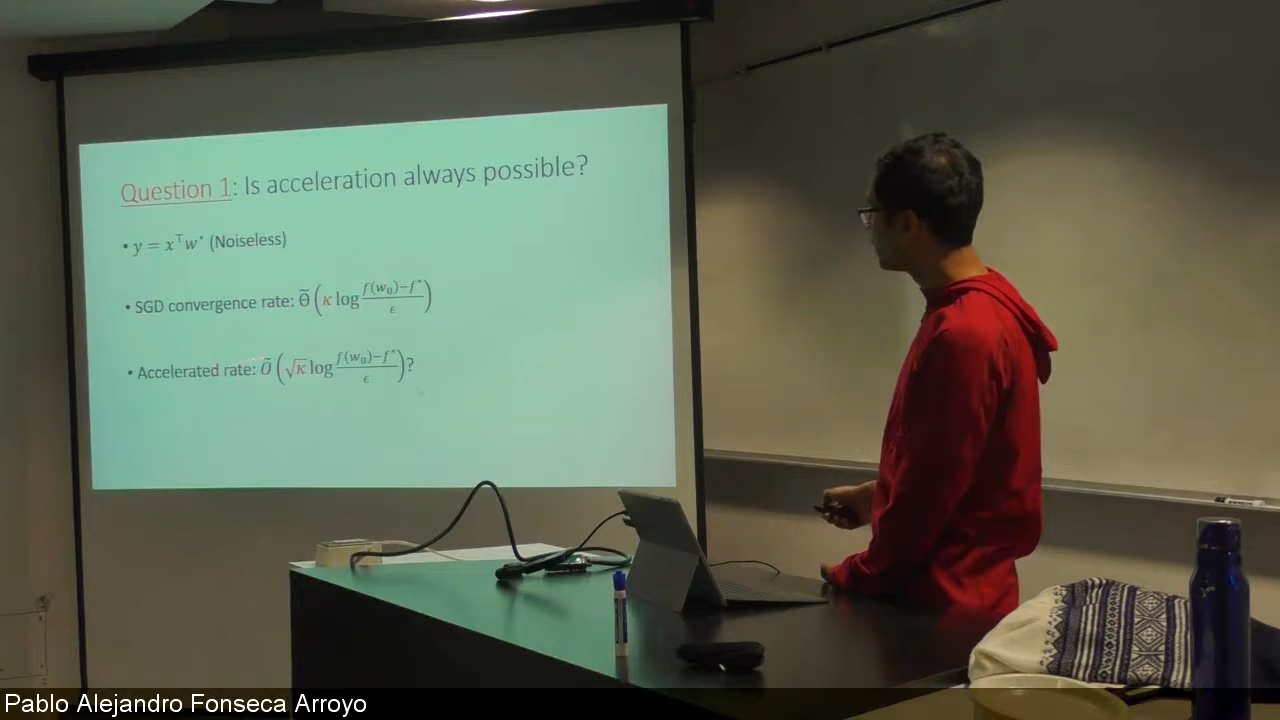 Question 1: Is acceleration always possible?
• y = x⊤w* (Noiseless)
• SGD convergence rate: Θ̃(κ log (f(w₀)−f*)/ϵ)
• Accelerated rate: Õ(√κ log (f(w₀)−f*)/ϵ)?
Pablo Alejandro Fonseca Arroyo